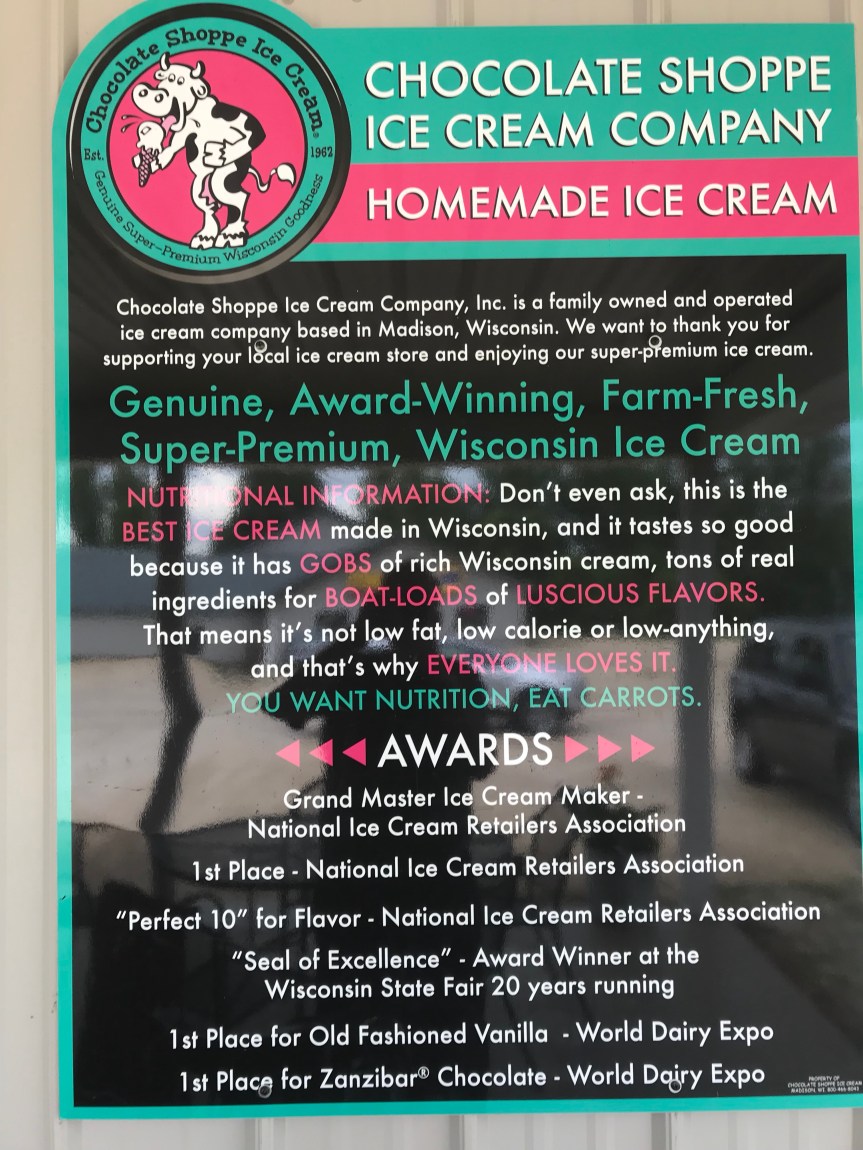 Chocolate Shoppe Ice Cream®
Est. 1962
Genuine Super-Premium Wisconsin Goodness
CHOCOLATE SHOPPE
ICE CREAM COMPANY
HOMEMADE ICE CREAM
Chocolate Shoppe Ice Cream Company, Inc. is a family owned and operated
ice cream company based in Madison, Wisconsin. We want to thank you for
supporting your local ice cream store and enjoying our super-premium ice cream.
Genuine, Award-Winning, Farm-Fresh,
Super-Premium, Wisconsin Ice Cream
NUTRITIONAL INFORMATION: Don't even ask, this is the
BEST ICE CREAM made in Wisconsin, and it tastes so good
because it has GOBS of rich Wisconsin cream, tons of real
ingredients for BOAT-LOADS of LUSCIOUS FLAVORS.
That means it's not low fat, low calorie or low-anything,
and that's why EVERYONE LOVES IT.
YOU WANT NUTRITION, EAT CARROTS.
AWARDS
Grand Master Ice Cream Maker -
National Ice Cream Retailers Association
1st Place - National Ice Cream Retailers Association
"Perfect 10" for Flavor - National Ice Cream Retailers Association
"Seal of Excellence" - Award Winner at the
Wisconsin State Fair 20 years running
1st Place for Old Fashioned Vanilla - World Dairy Expo
1st Place for Zanzibar® Chocolate - World Dairy Expo
PROPERTY OF
CHOCOLATE SHOPPE ICE CREAM
MADISON, WI